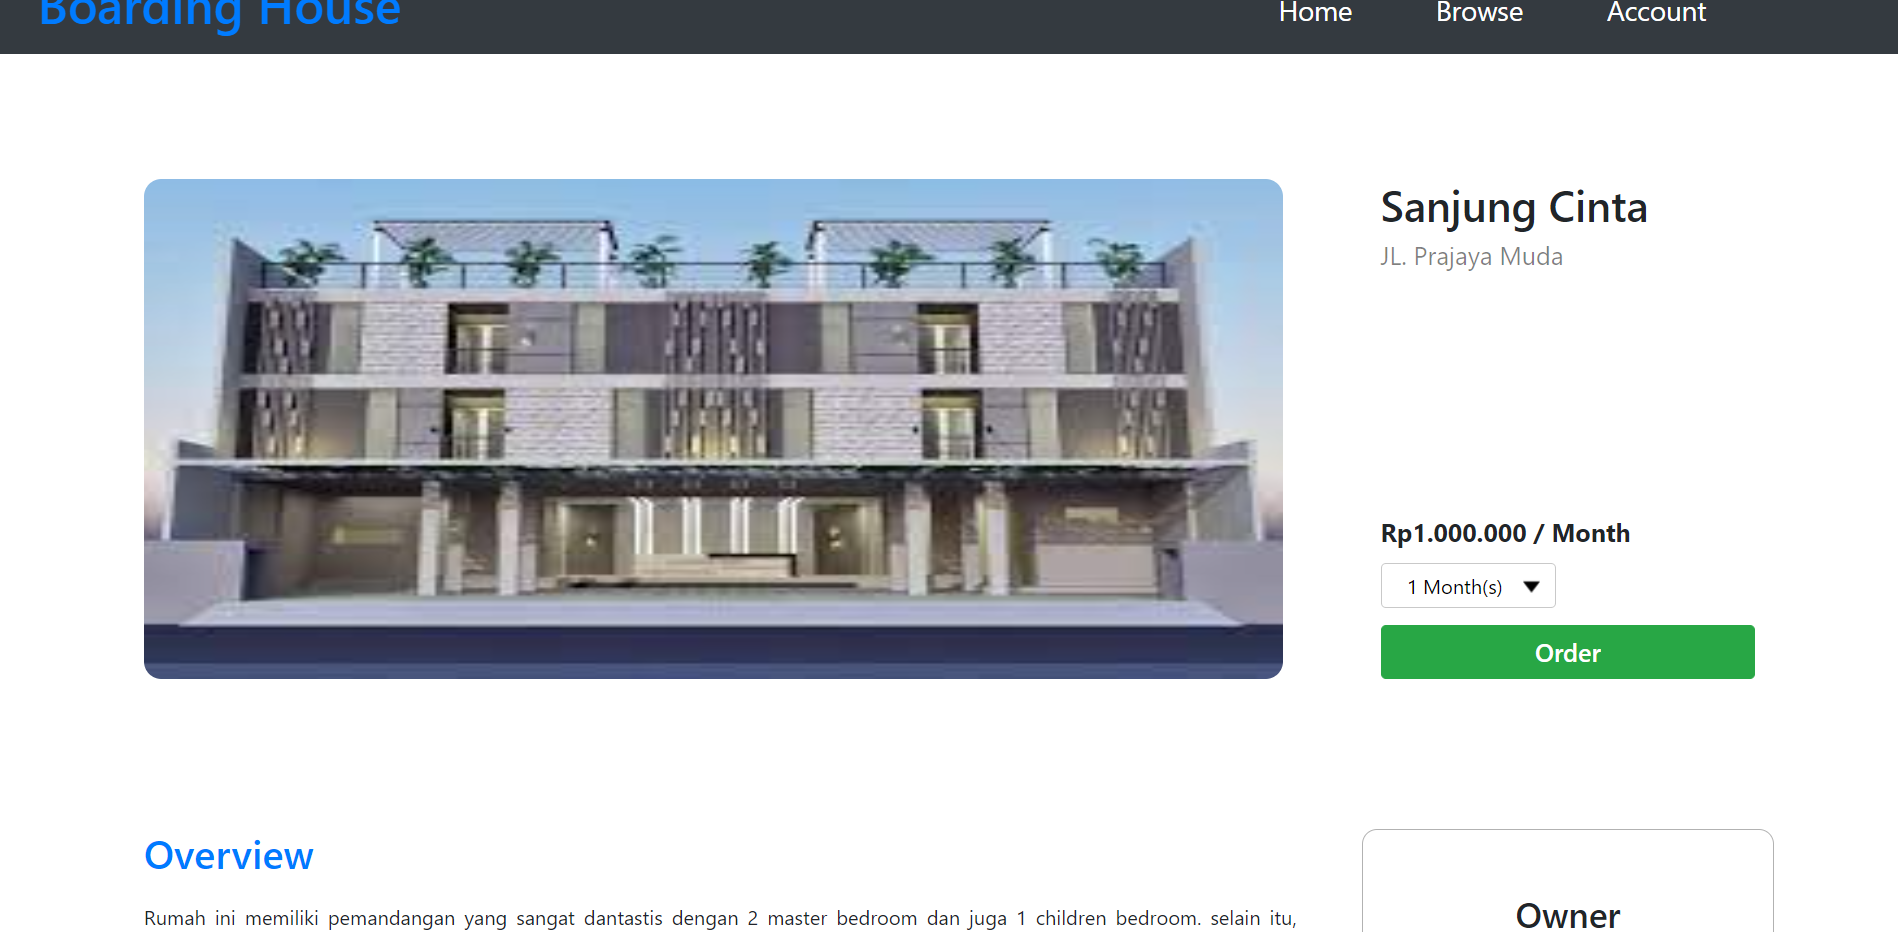 Boarding House
Home Browse Account
Sanjung Cinta
JL. Prajaya Muda
Rp1.000.000 / Month
1 Month(s)
Order
Overview
Rumah ini memiliki pemandangan yang sangat dantastis dengan 2 master bedroom dan juga 1 children bedroom. selain itu,
Owner